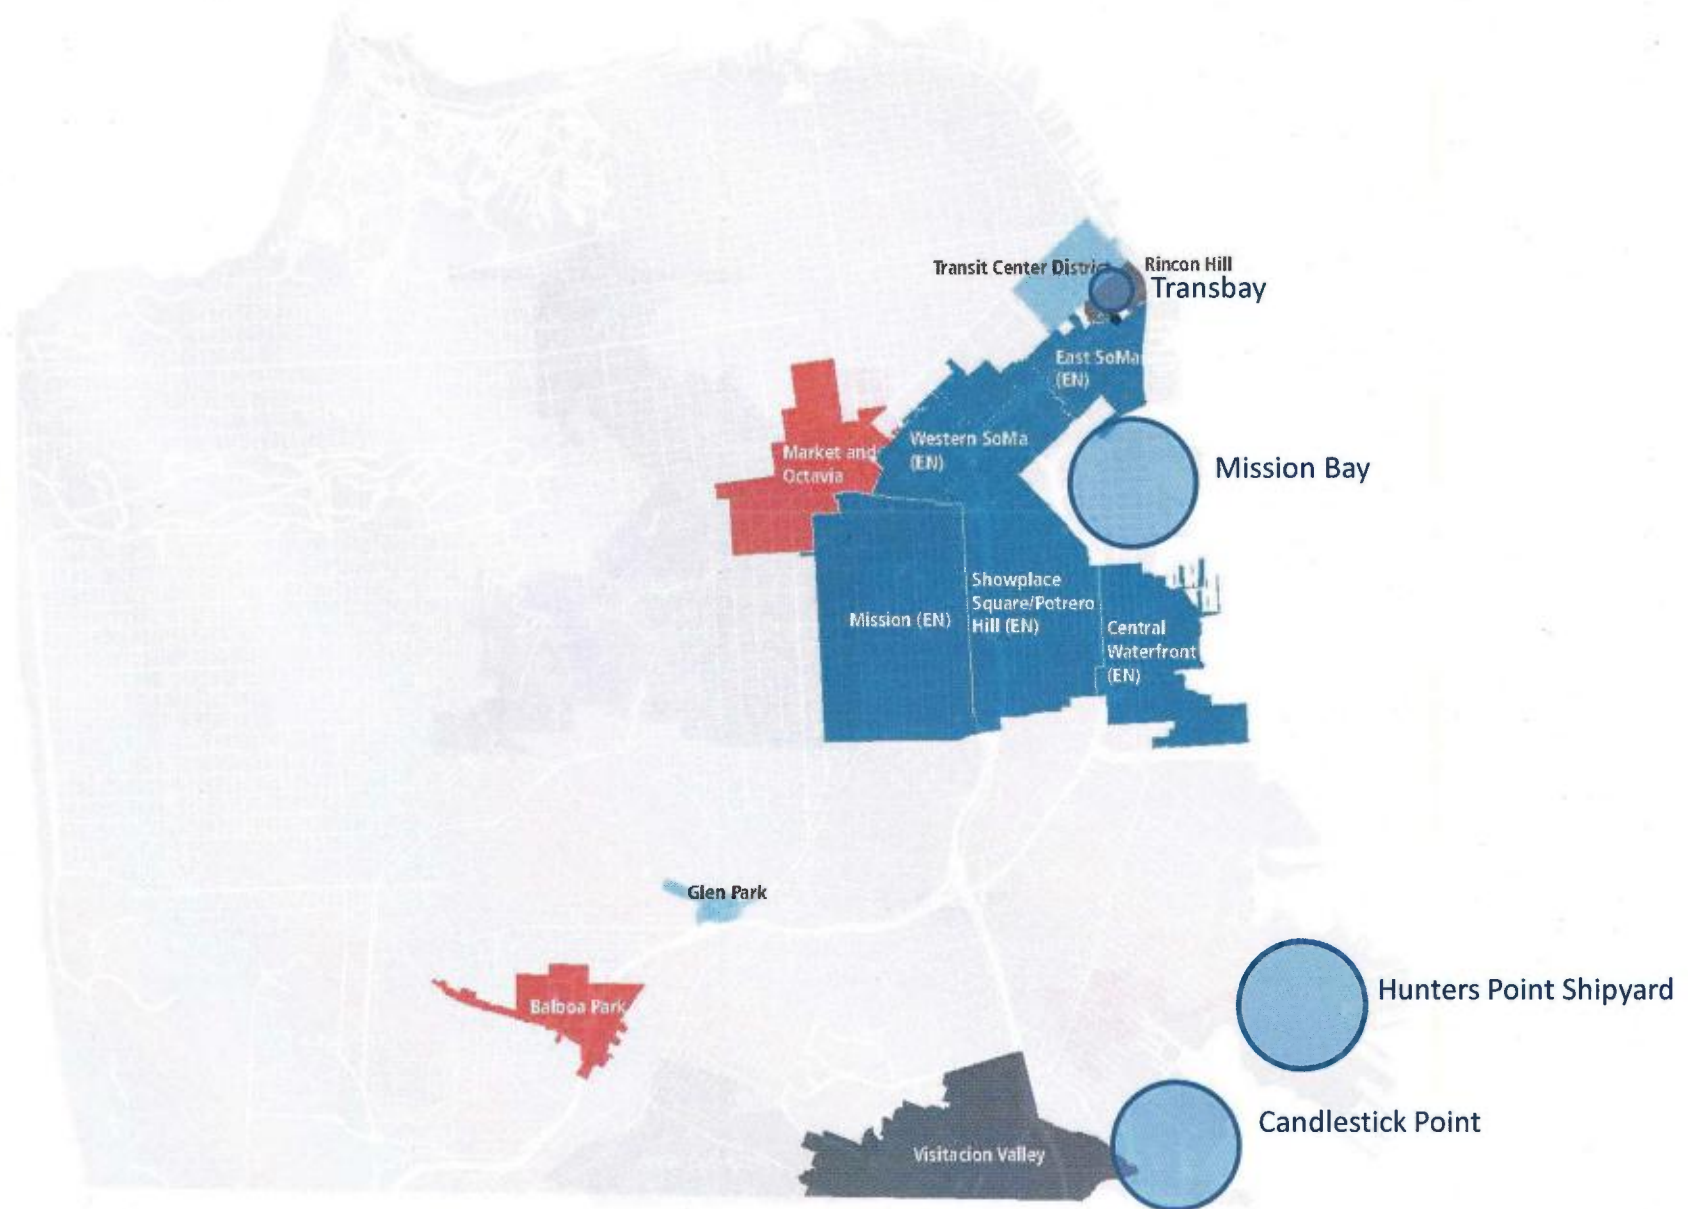 Transit Center District
Rincon Hill
Transbay
East SoMa
(EN)
Market and
Octavia
Western SoMa
(EN)
Mission Bay
Showplace
Square/Potrero
Hill (EN)
Mission (EN)
Central
Waterfront
(EN)
Glen Park
Balboa Park
Hunters Point Shipyard
Candlestick Point
Visitacion Valley